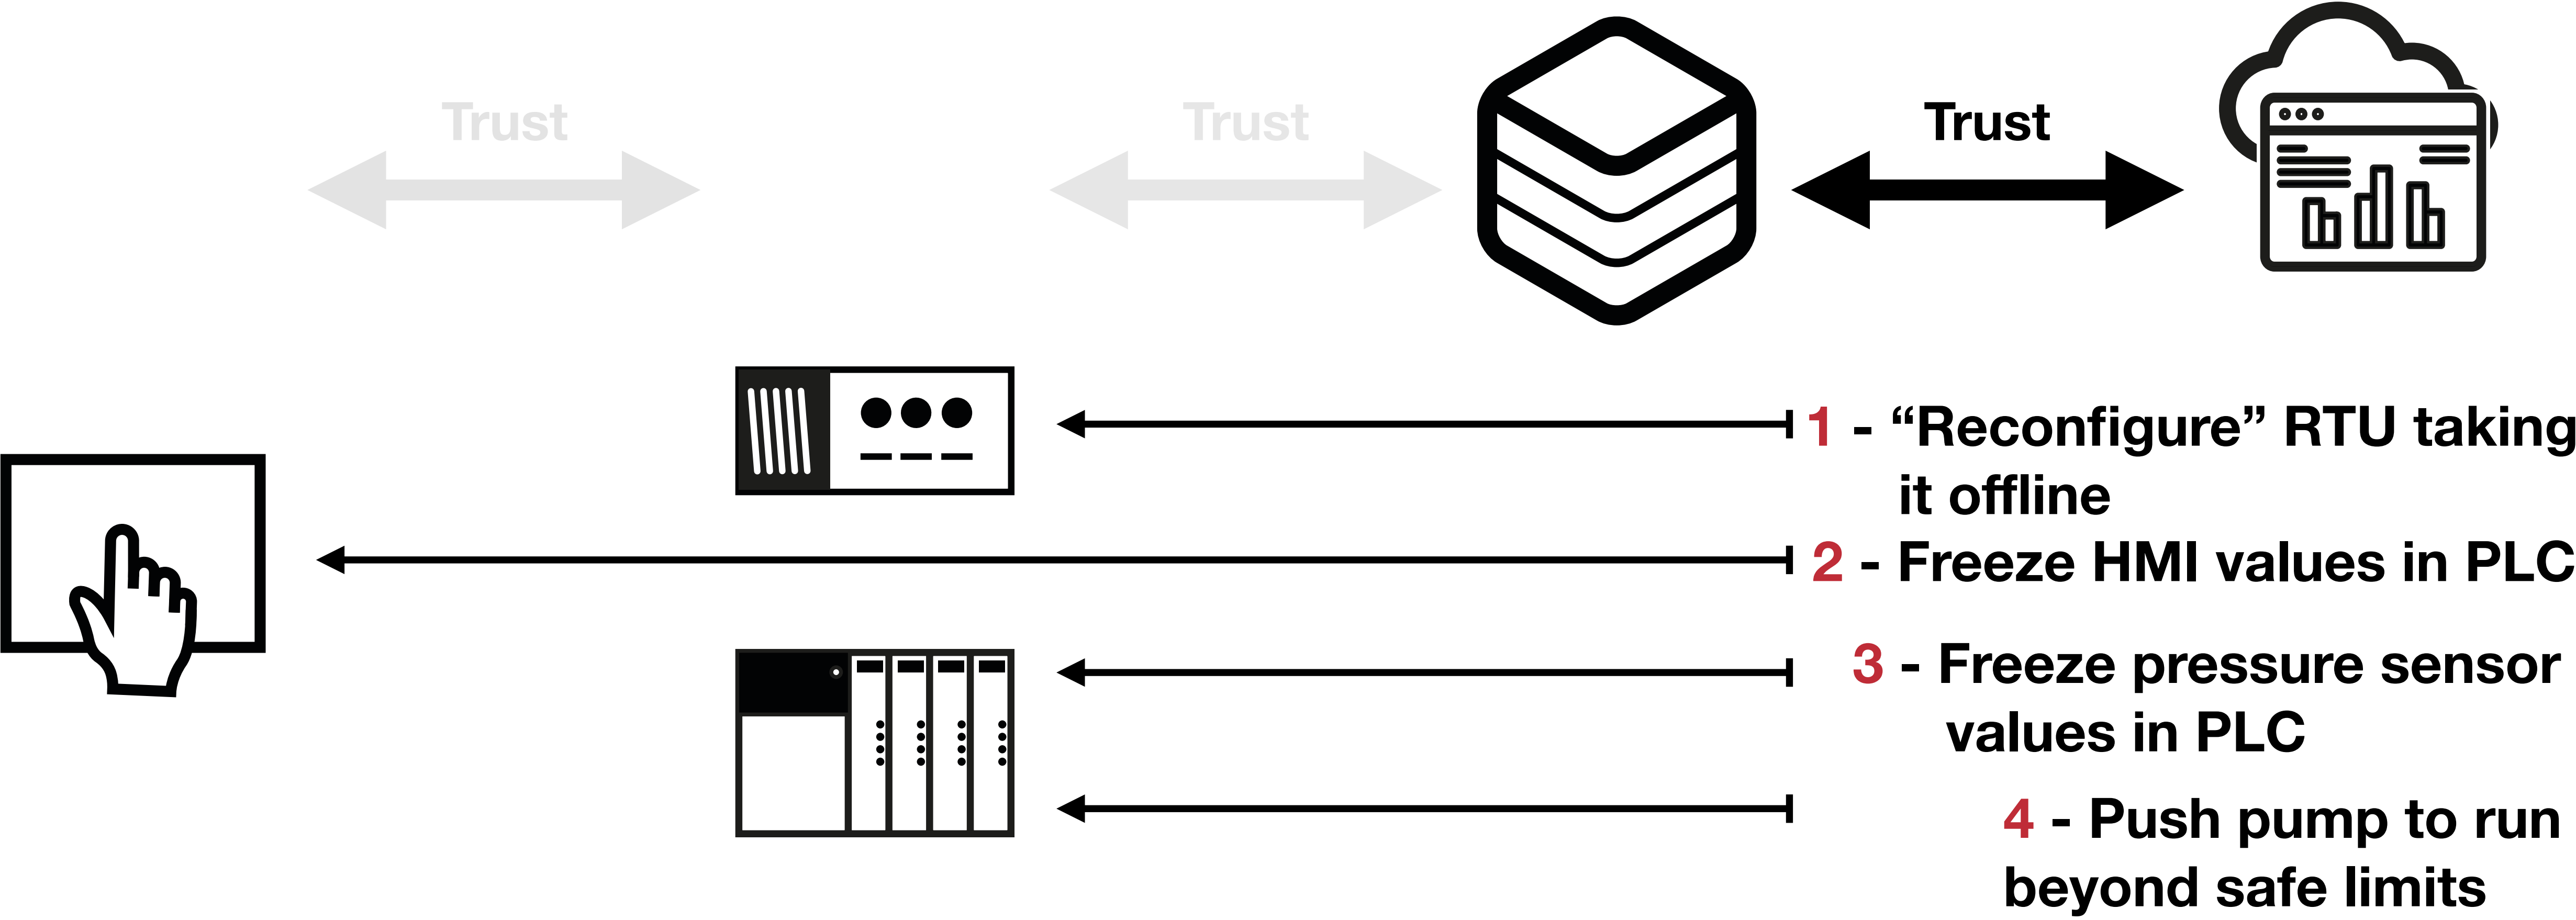 Trust
Trust
Trust
1 - “Reconfigure” RTU taking
it offline
2 - Freeze HMI values in PLC
3 - Freeze pressure sensor
values in PLC
4 - Push pump to run
beyond safe limits